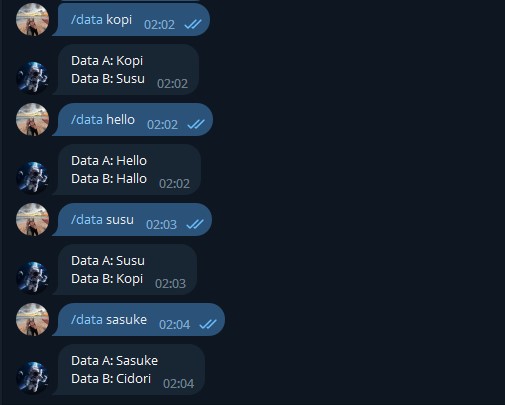 /data kopi 02:02
Data A: Kopi
Data B: Susu 02:02
/data hello 02:02
Data A: Hello
Data B: Hallo 02:02
/data susu 02:03
Data A: Susu
Data B: Kopi 02:03
/data sasuke 02:04
Data A: Sasuke
Data B: Cidori 02:04